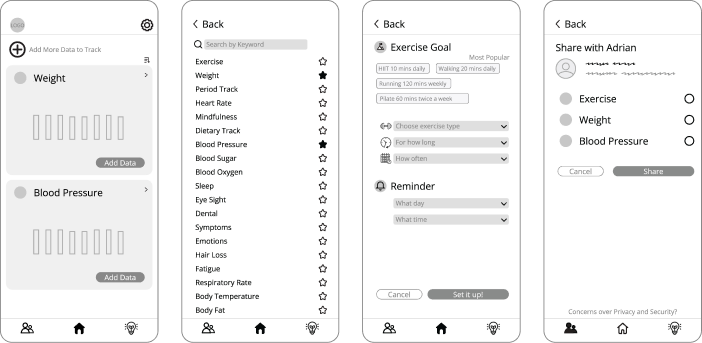 LOGO
Add More Data to Track
Weight
Add Data
Blood Pressure
Add Data
Back
Search by Keyword
Exercise
Weight
Period Track
Heart Rate
Mindfulness
Dietary Track
Blood Pressure
Blood Sugar
Blood Oxygen
Sleep
Eye Sight
Dental
Symptoms
Emotions
Hair Loss
Fatigue
Respiratory Rate
Body Temperature
Body Fat
Back
Exercise Goal
Most Popular
HIIT 10 mins daily
Walking 20 mins daily
Running 120 mins weekly
Pilate 60 mins twice a week
Choose exercise type
For how long
How often
Reminder
What day
What time
Cancel
Set it up!
Back
Share with Adrian
Exercise
Weight
Blood Pressure
Cancel
Share
Concerns over Privacy and Security?